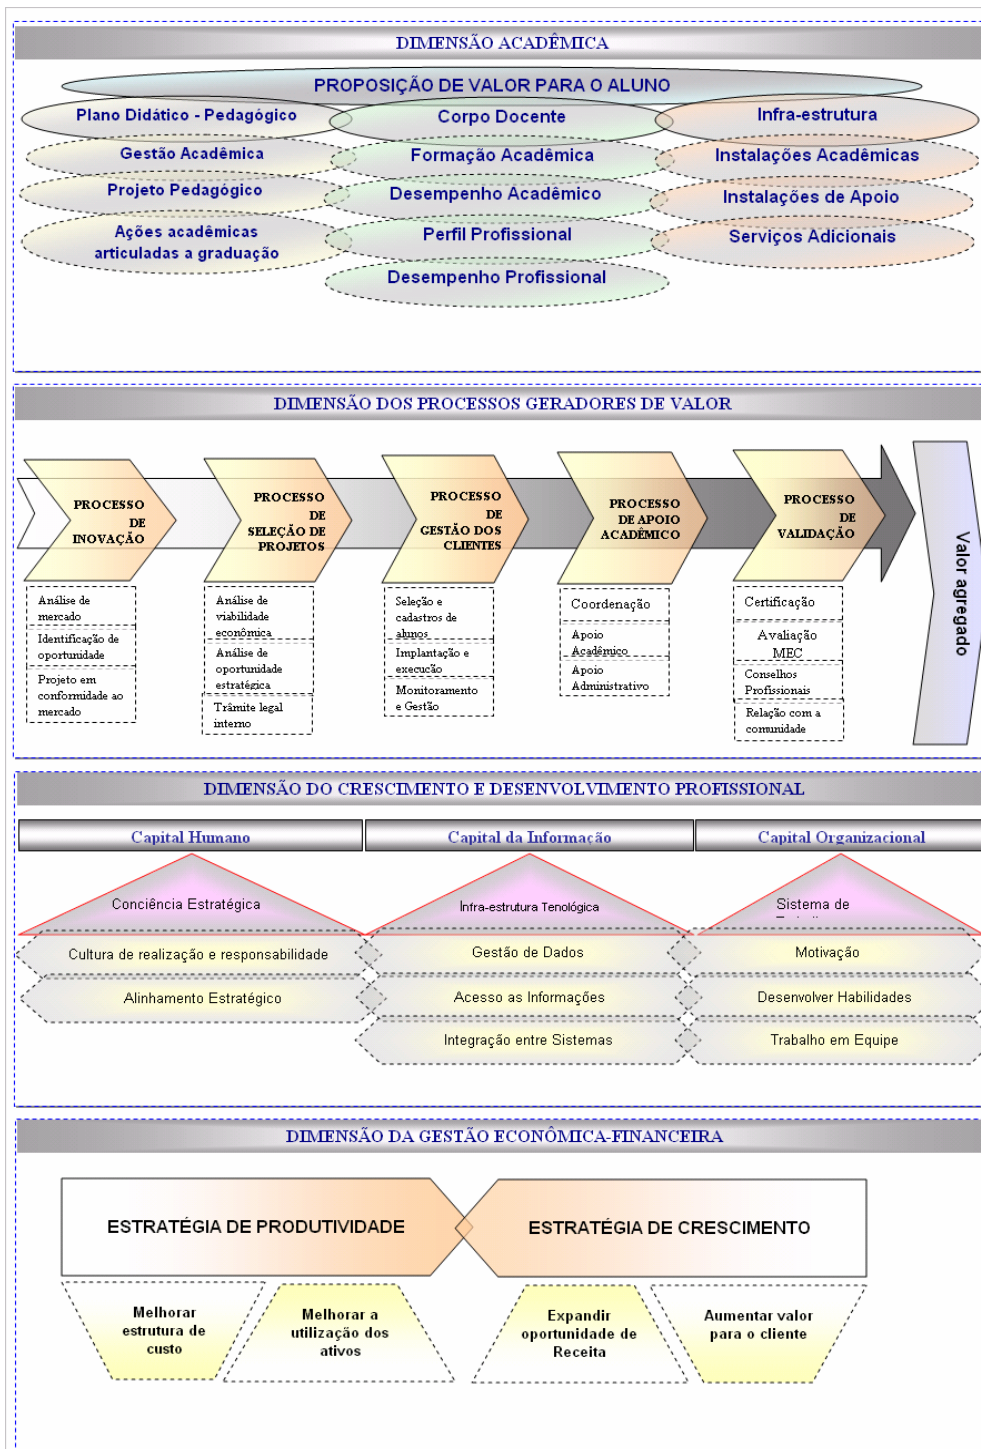 DIMENSÃO ACADÊMICA
PROPOSIÇÃO DE VALOR PARA O ALUNO
Plano Didático - Pedagógico
Gestão Acadêmica
Projeto Pedagógico
Ações acadêmicas
articuladas a graduação
Corpo Docente
Formação Acadêmica
Desempenho Acadêmico
Perfil Profissional
Desempenho Profissional
Infra-estrutura
Instalações Acadêmicas
Instalações de Apoio
Serviços Adicionais
DIMENSÃO DOS PROCESSOS GERADORES DE VALOR
PROCESSO
DE
INOVAÇÃO
Análise de
mercado
Identificação de
oportunidade
Projeto em
conformidade ao
mercado
PROCESSO
DE
SELEÇÃO DE
PROJETOS
Análise de
viabilidade
econômica
Análise de
oportunidade
estratégica
Trâmite legal
interno
PROCESSO
DE
GESTÃO DOS
CLIENTES
Seleção e
cadastros de
alunos
Implantação e
execução
Monitoramento
e Gestão
PROCESSO
DE APOIO
ACADÊMICO
Coordenação
Apoio
Acadêmico
Apoio
Administrativo
PROCESSO
DE
VALIDAÇÃO
Certificação
Avaliação
MEC
Conselhos
Profissionais
Relação com a
comunidade
Valor agregado
DIMENSÃO DO CRESCIMENTO E DESENVOLVIMENTO PROFISSIONAL
Capital Humano
Conciência Estratégica
Cultura de realização e responsabilidade
Alinhamento Estratégico
Capital da Informação
Infra-estrutura Tenológica
Gestão de Dados
Acesso as Informações
Integração entre Sistemas
Capital Organizacional
Sistema de
Motivação
Desenvolver Habilidades
Trabalho em Equipe
DIMENSÃO DA GESTÃO ECONÔMICA-FINANCEIRA
ESTRATÉGIA DE PRODUTIVIDADE
Melhorar
estrutura de
custo
Melhorar a
utilização dos
ativos
ESTRATÉGIA DE CRESCIMENTO
Expandir
oportunidade de
Receita
Aumentar valor
para o cliente